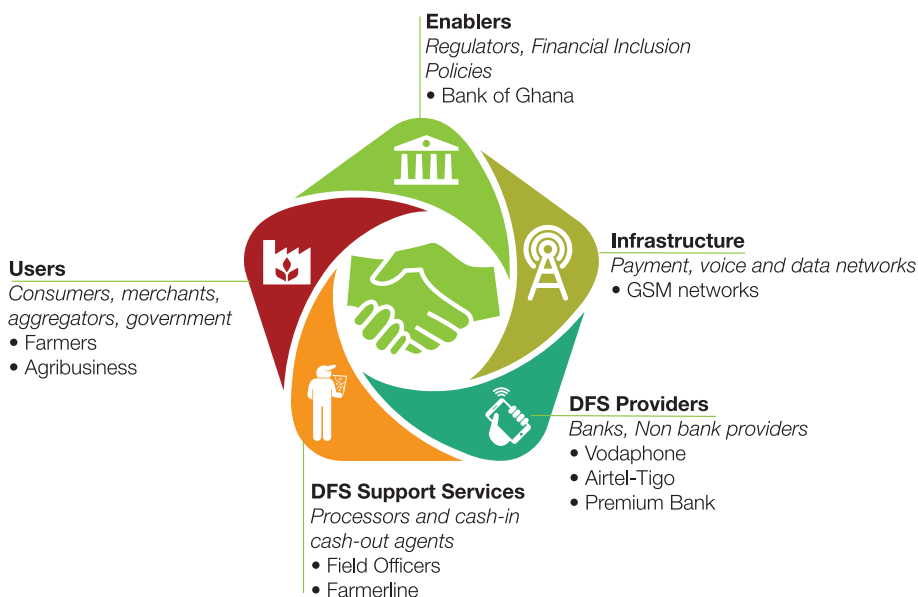 Enablers
Regulators, Financial Inclusion
Policies
• Bank of Ghana
Infrastructure
Payment, voice and data networks
• GSM networks
Users
Consumers, merchants,
aggregators, government
• Farmers
• Agribusiness
DFS Providers
Banks, Non bank providers
• Vodaphone
• Airtel-Tigo
• Premium Bank
DFS Support Services
Processors and cash-in
cash-out agents
• Field Officers
• Farmerline